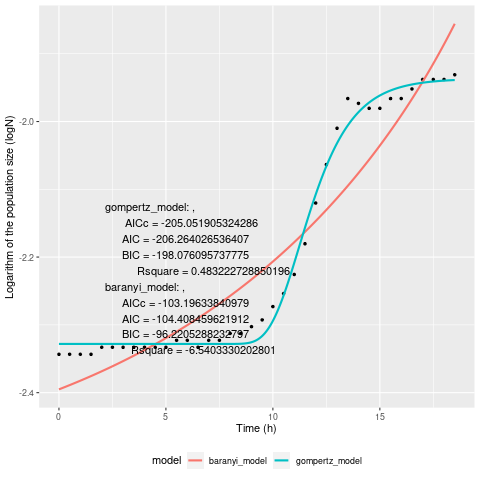 -2.0
-2.2
-2.4
Logarithm of the population size (logN)
gompertz_model: ,
AICc = -205.051905324286
AIC = -206.264026536407
BIC = -198.076095737775
Rsquare = 0.483222728850196
baranyi_model: ,
AICc = -103.19633840979
AIC = -104.408459621912
BIC = -96.2205288232797
Rsquare = -6.5403330202801
0 5 10 15
Time (h)
model baranyi_model gompertz_model